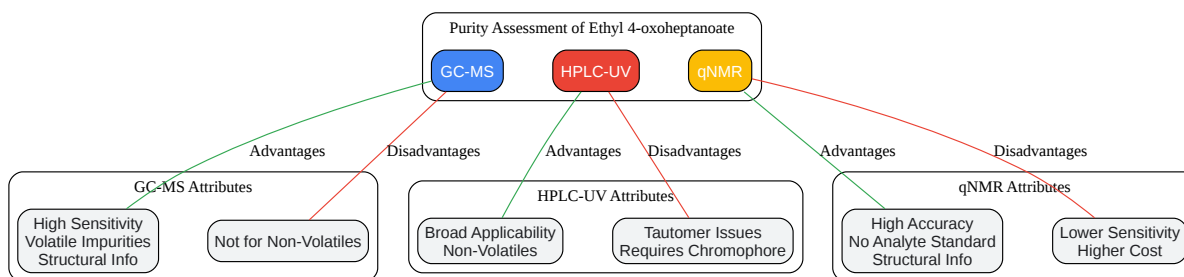 Purity Assessment of Ethyl 4-oxoheptanoate
GC-MS
HPLC-UV
qNMR
Advantages
Disadvantages
Advantages
Disadvantages
Advantages
Disadvantages
GC-MS Attributes
High Sensitivity
Volatile Impurities
Structural Info
Not for Non-Volatiles
HPLC-UV Attributes
Broad Applicability
Non-Volatiles
Tautomer Issues
Requires Chromophore
qNMR Attributes
High Accuracy
No Analyte Standard
Structural Info
Lower Sensitivity
Higher Cost